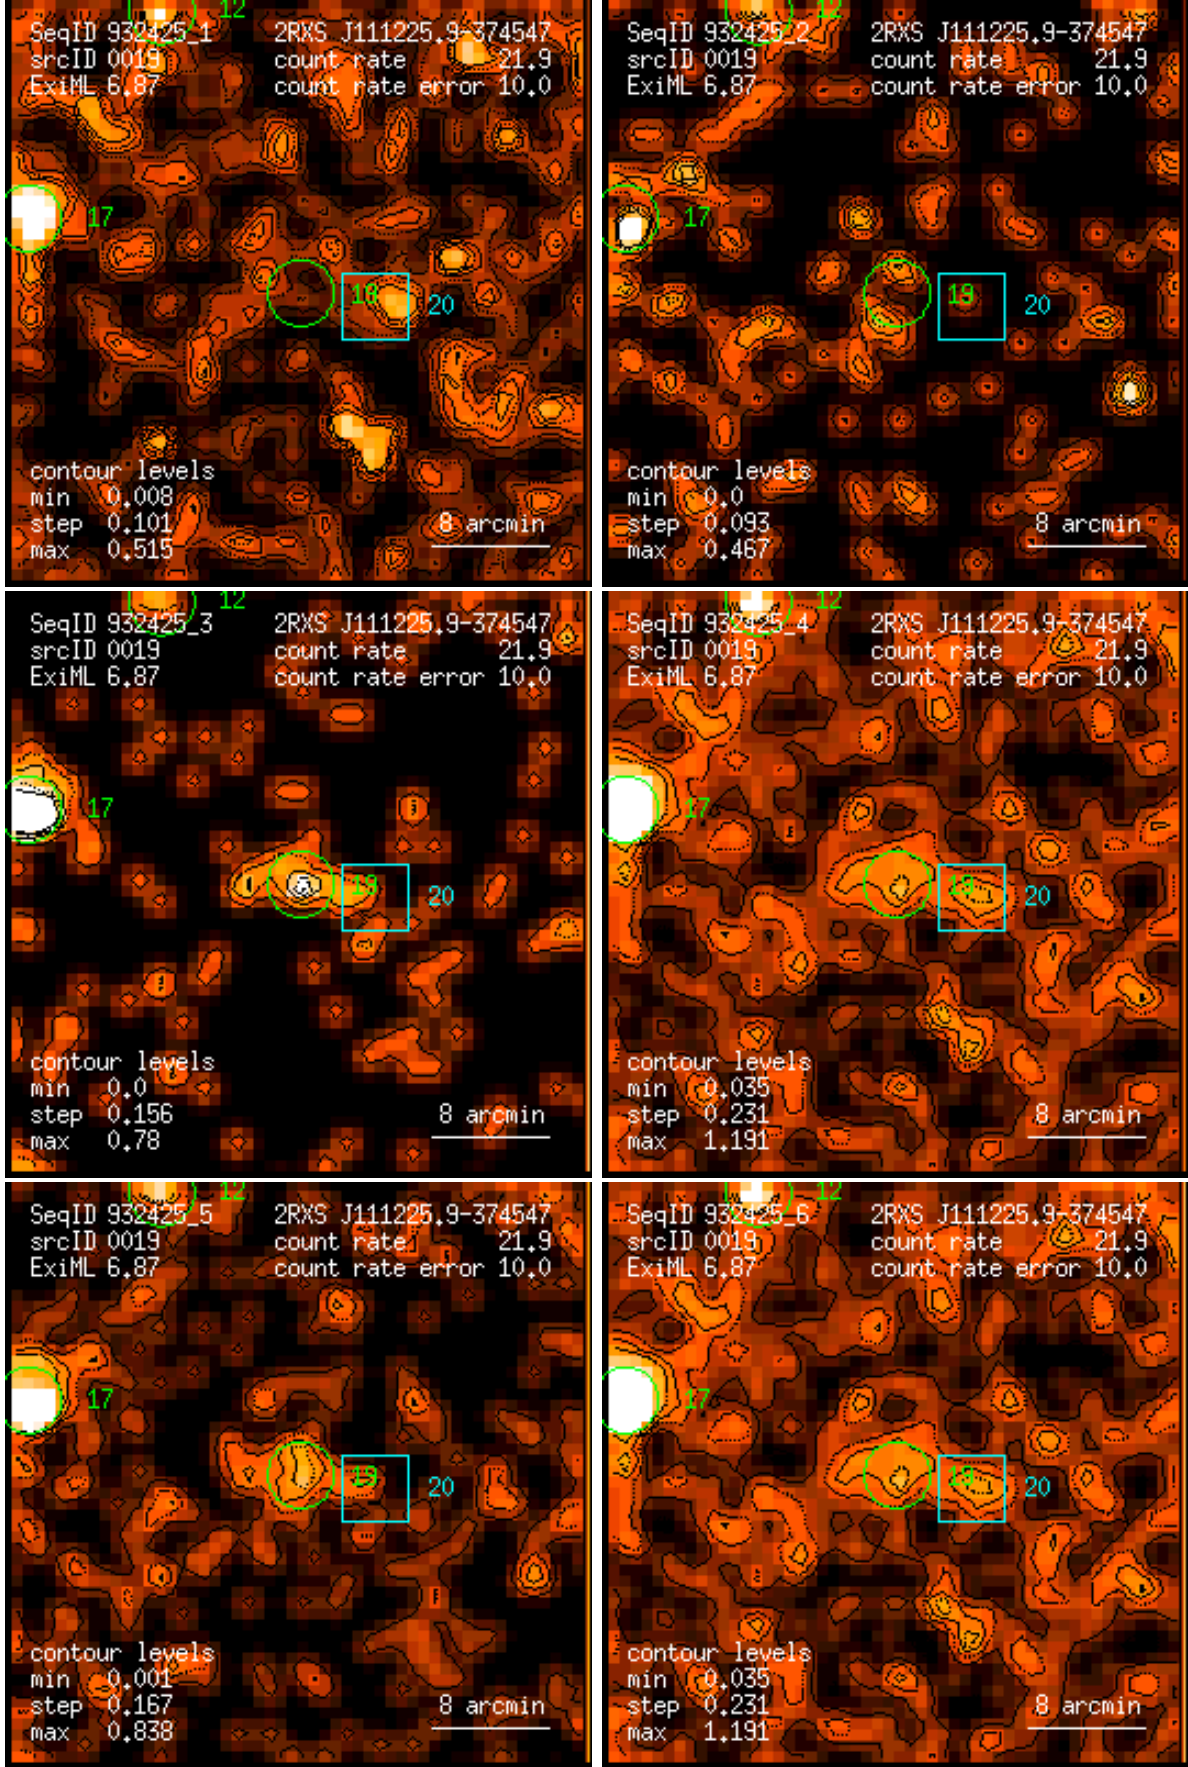 12
SeqID 932425_1 2RXS J111225.9-374547
srcID 0019 count rate 21.9
ExiML 6.87 count rate error 10.0
17
19 20
contour levels
min 0.008
step 0.101 8 arcmin
max 0.515
12
SeqID 932425_2 2RXS J111225.9-374547
srcID 0019 count rate 21.9
ExiML 6.87 count rate error 10.0
17
19 20
contour levels
min 0.0
step 0.093 8 arcmin
max 0.467
12
SeqID 932425_3 2RXS J111225.9-374547
srcID 0019 count rate 21.9
ExiML 6.87 count rate error 10.0
17
19 20
contour levels
min 0.0
step 0.156 8 arcmin
max 0.78
12
SeqID 932425_4 2RXS J111225.9-374547
srcID 0019 count rate 21.9
ExiML 6.87 count rate error 10.0
17
19 20
contour levels
min 0.035
step 0.231 8 arcmin
max 1.191
12
SeqID 932425_5 2RXS J111225.9-374547
srcID 0019 count rate 21.9
ExiML 6.87 count rate error 10.0
17
19 20
contour levels
min 0.001
step 0.167 8 arcmin
max 0.838
12
SeqID 932425_6 2RXS J111225.9-374547
srcID 0019 count rate 21.9
ExiML 6.87 count rate error 10.0
17
19 20
contour levels
min 0.035
step 0.231 8 arcmin
max 1.191